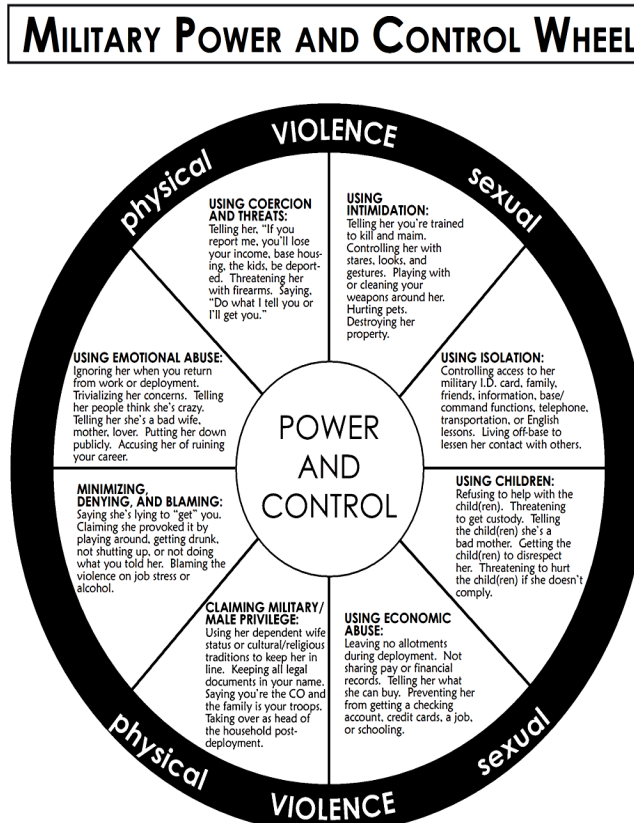 MILITARY POWER AND CONTROL WHEEL
VIOLENCE
physical
sexual
USING COERCION
AND THREATS:
Telling her, "If you
report me, you'll lose
your income, base hous-
ing, the kids, be deport-
ed. Threatening her
with firearms. Saying,
"Do what I tell you or
I'll get you."
USING
INTIMIDATION:
Telling her you're trained
to kill and maim.
Controlling her with
stares, looks, and
gestures. Playing with
or cleaning your
weapons around her.
Hurting pets.
Destroying her
property.
USING EMOTIONAL ABUSE:
Ignoring her when you return
from work or deployment.
Trivializing her concerns. Telling
her people think she's crazy.
Telling her she's a bad wife,
mother, lover. Putting her down
publicly. Accusing her of ruining
your career.
USING ISOLATION:
Controlling access to her
military I.D. card, family,
friends, information, base/
command functions, telephone,
transportation, or English
lessons. Living off-base to
lessen her contact with others.
POWER
AND
CONTROL
MINIMIZING,
DENYING, AND BLAMING:
Saying she's lying to "get" you.
Claiming she provoked it by
playing around, getting drunk,
not shutting up, or not doing
what you told her. Blaming the
violence on job stress or
alcohol.
USING CHILDREN:
Refusing to help with the
child(ren). Threatening
to get custody. Telling
the child(ren) she's a
bad mother. Getting the
child(ren) to disrespect
her. Threatening to hurt
the child(ren) if she doesn't
comply.
CLAIMING MILITARY/
MALE PRIVILEGE:
Using her dependent wife
status or cultural/religious
traditions to keep her in
line. Keeping all legal
documents in your name.
Saying you're the CO and
the family is your troops.
Taking over as head of
the household post-
deployment.
USING ECONOMIC
ABUSE:
Leaving no allotments
during deployment. Not
sharing pay or financial
records. Telling her what
she can buy. Preventing her
from getting a checking
account, credit cards, a job,
or schooling.
physical
sexual
VIOLENCE